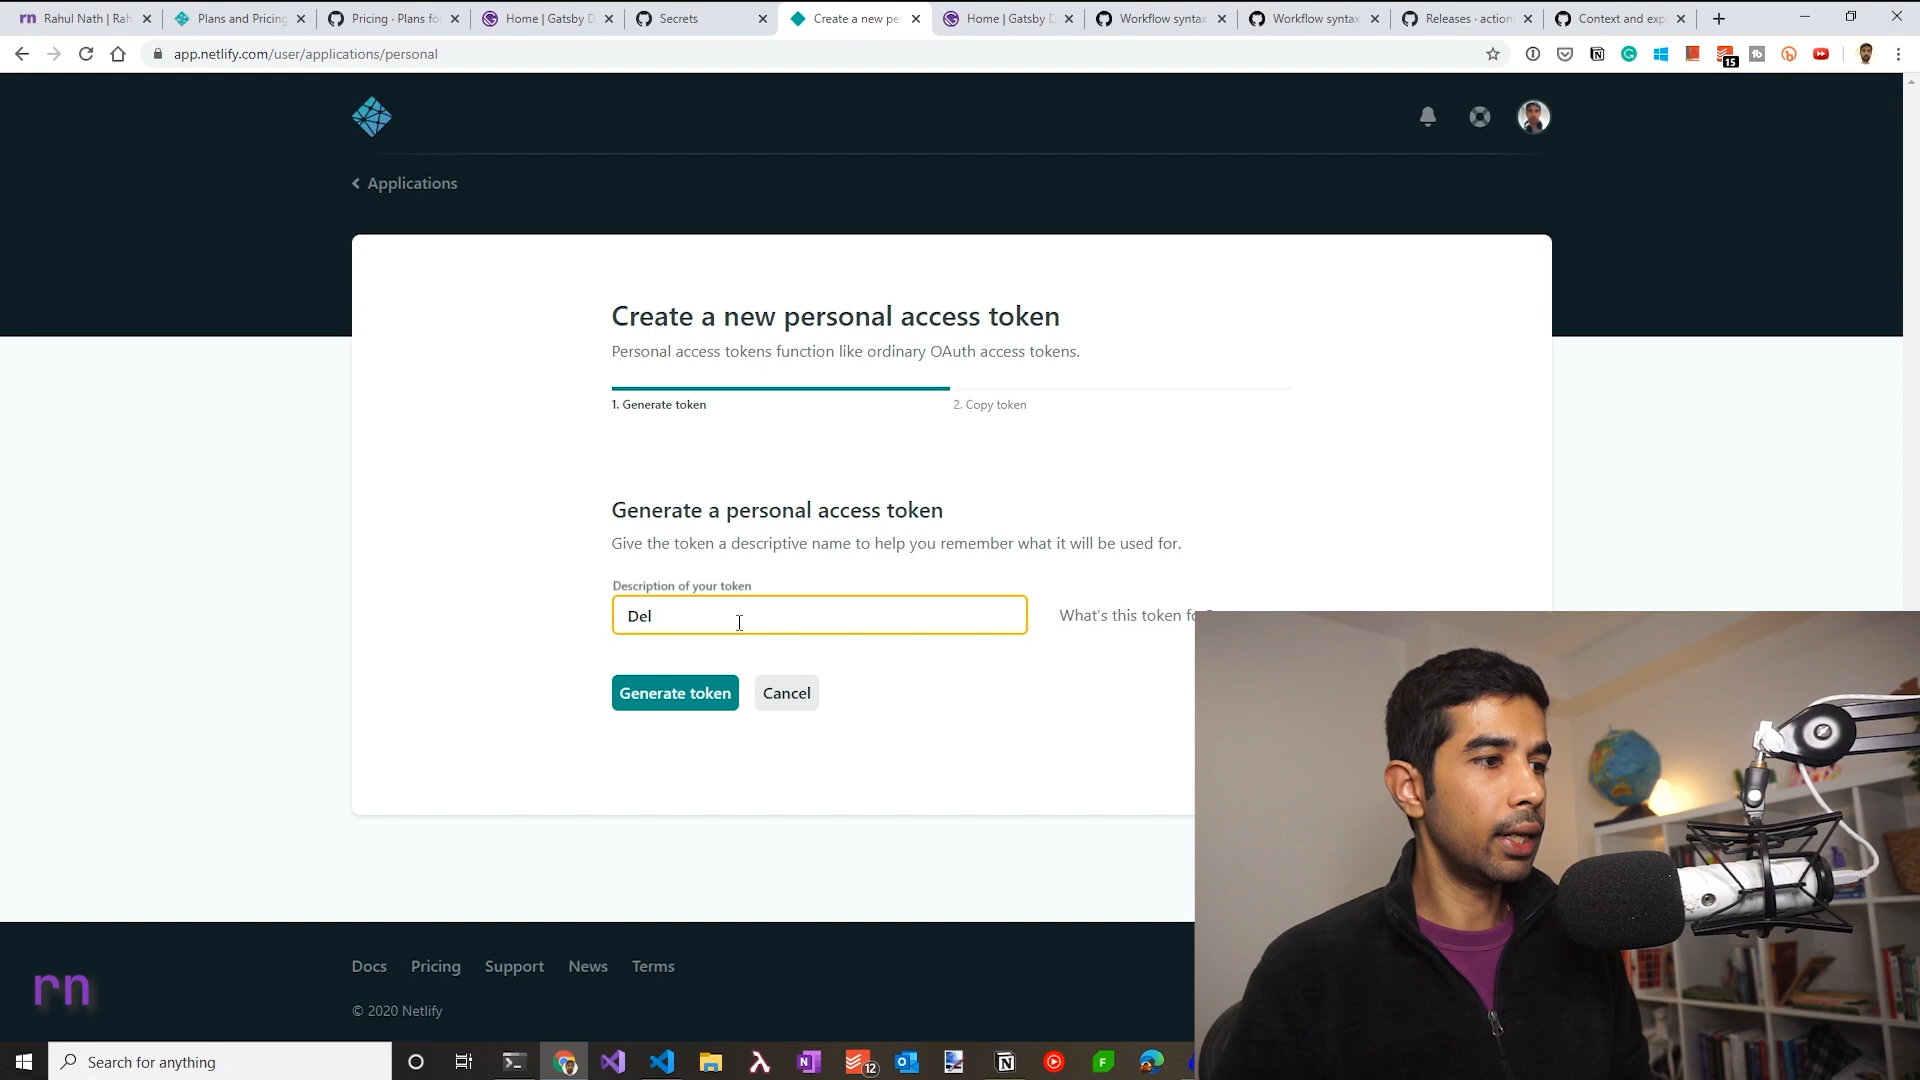 rn Rahul Nath | Rah
Plans and Pricing
Pricing · Plans fo
Home | Gatsby D
Secrets
Create a new pe
Home | Gatsby D
Workflow synta
Workflow syntax
Releases · action
Context and exp
app.netlify.com/user/applications/personal
15
Applications
Create a new personal access token
Personal access tokens function like ordinary OAuth access tokens.
1. Generate token
2. Copy token
Generate a personal access token
Give the token a descriptive name to help you remember what it will be used for.
Description of your token
Del
What's this token fo
Generate token
Cancel
Docs
Pricing
Support
News
Terms
rn
© 2020 Netlify
Search for anything
12